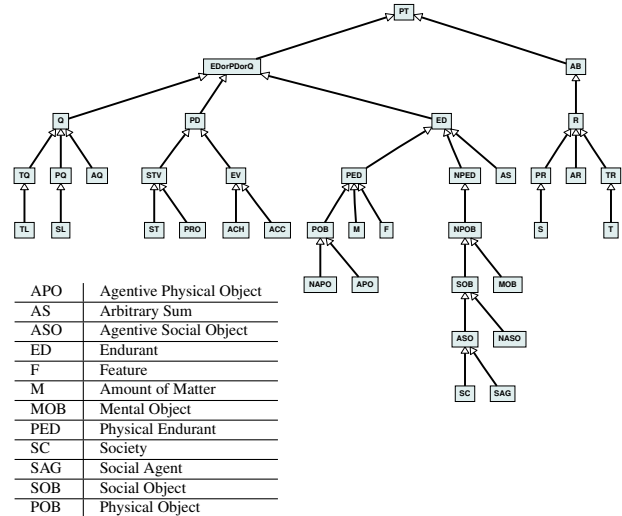 PT
EDorPDorQ
AB
Q
PD
ED
R
TQ
PQ
AQ
STV
EV
PED
NPED
AS
PR
AR
TR
TL
SL
ST
PRO
ACH
ACC
POB
M
F
NPOB
S
T
NAPO
APO
SOB
MOB
ASO
NASO
SC
SAG
APO Agentive Physical Object
AS Arbitrary Sum
ASO Agentive Social Object
ED Endurant
F Feature
M Amount of Matter
MOB Mental Object
PED Physical Endurant
SC Society
SAG Social Agent
SOB Social Object
POB Physical Object